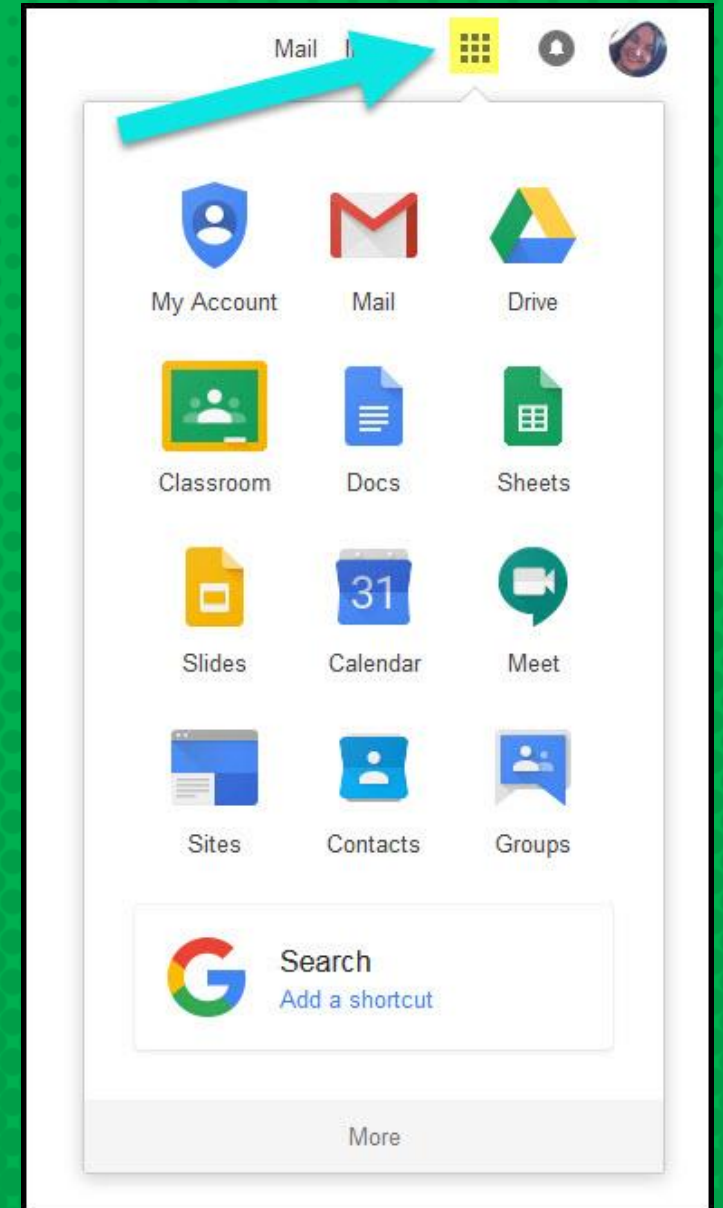 Mail
My Account Mail Drive
Classroom Docs Sheets
31
Slides Calendar Meet
Sites Contacts Groups
Search
Add a shortcut
More